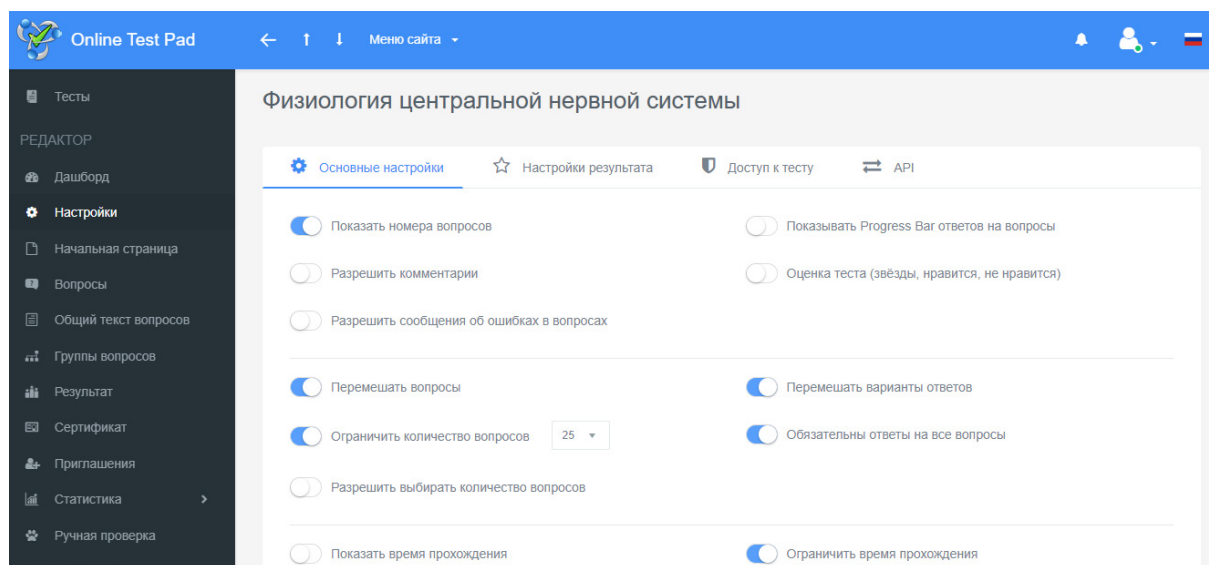 Online Test Pad
Меню сайта
Тесты
РЕДАКТОР
Дашборд
Настройки
Начальная страница
Вопросы
Общий текст вопросов
Группы вопросов
Результат
Сертификат
Приглашения
Статистика
Ручная проверка
Физиология центральной нервной системы
Основные настройки
Настройки результата
Доступ к тесту
API
Показать номера вопросов
Показывать Progress Bar ответов на вопросы
Разрешить комментарии
Оценка теста (звёзды, нравится, не нравится)
Разрешить сообщения об ошибках в вопросах
Перемешать вопросы
Перемешать варианты ответов
Ограничить количество вопросов 25
Обязательны ответы на все вопросы
Разрешить выбирать количество вопросов
Показать время прохождения
Ограничить время прохождения